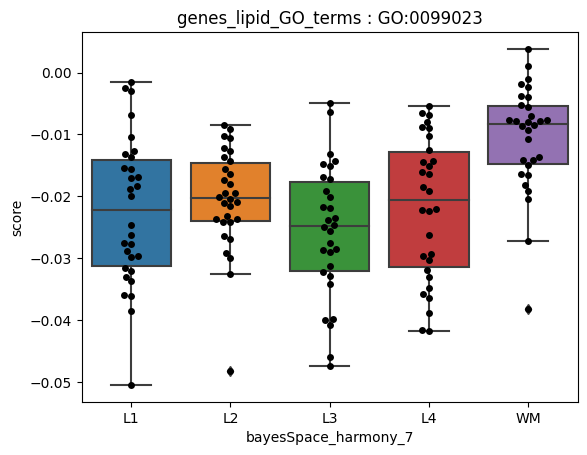 genes_lipid_GO_terms : GO:0099023
score
0.00
−0.01
−0.02
−0.03
−0.04
−0.05
L1 L2 L3 L4 WM
bayesSpace_harmony_7